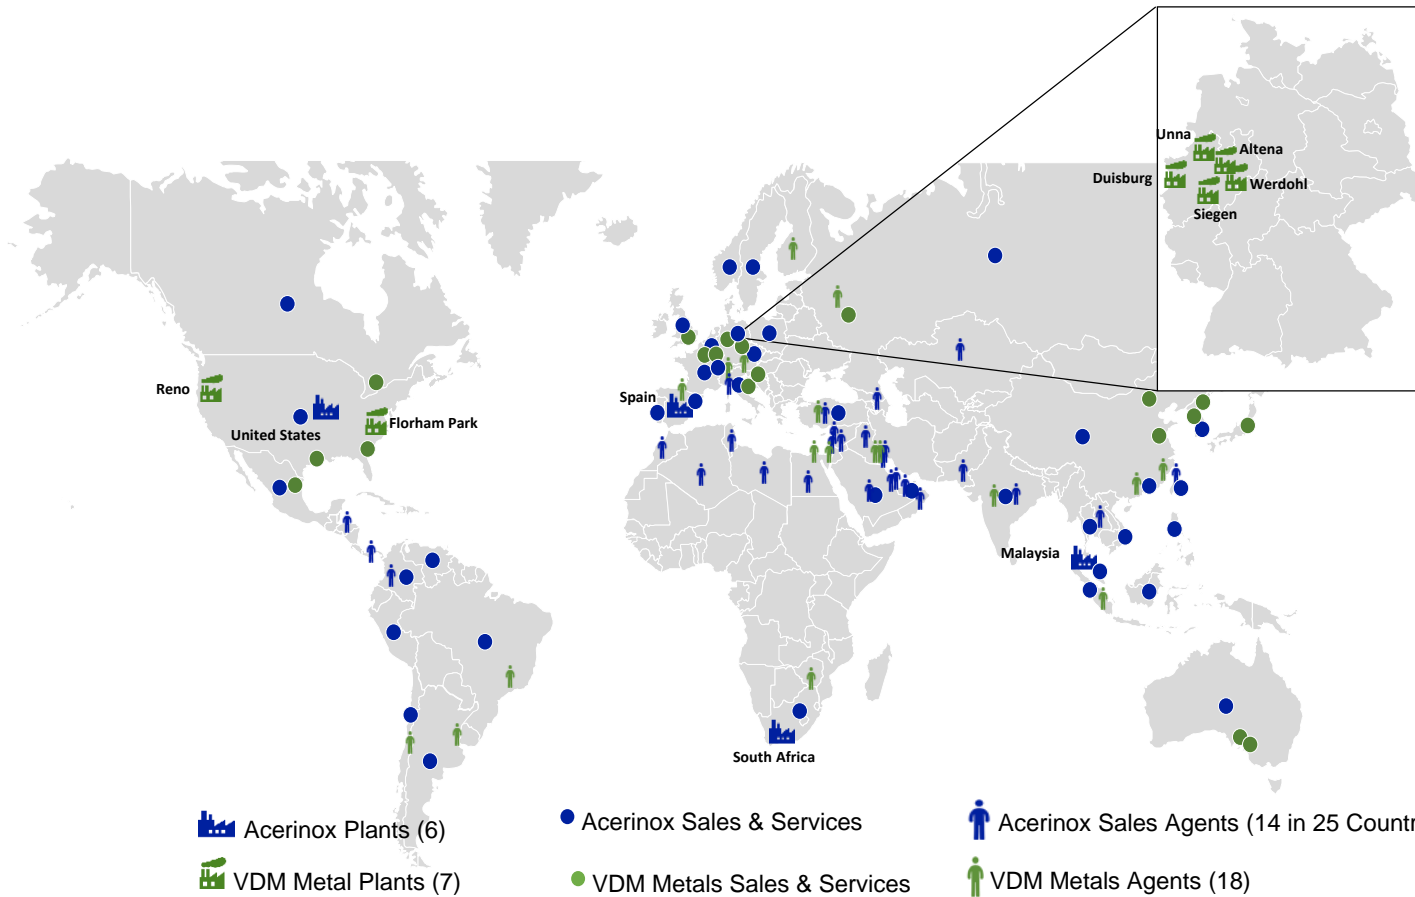 Unna
Altena
Duisburg
Werdohl
Siegen
Reno
Spain
Florham Park
United States
Malaysia
South Africa
Acerinox Plants (6)
Acerinox Sales & Services
Acerinox Sales Agents (14 in 25 Countr
VDM Metal Plants (7)
VDM Metals Sales & Services
VDM Metals Agents (18)